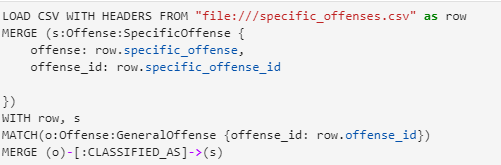 LOAD CSV WITH HEADERS FROM "file:///specific_offenses.csv" as row
MERGE (s:Offense:SpecificOffense {
    offense: row.specific_offense,
    offense_id: row.specific_offense_id
})
WITH row, s
MATCH(o:Offense:GeneralOffense {offense_id: row.offense_id})
MERGE (o)-[:CLASSIFIED_AS]->(s)